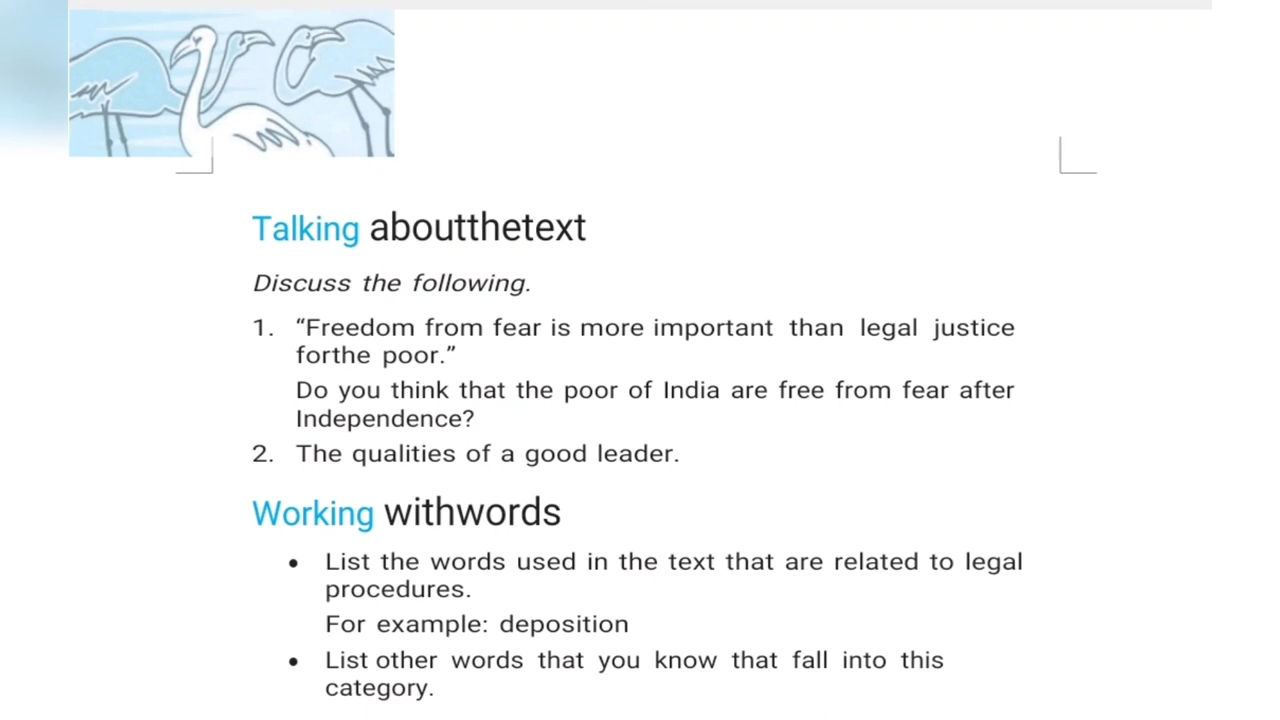 Talking aboutthetext
Discuss the following.
1. “Freedom from fear is more important than legal justice
forthe poor.”
Do you think that the poor of India are free from fear after
Independence?
2. The qualities of a good leader.
Working withwords
• List the words used in the text that are related to legal
procedures.
For example: deposition
• List other words that you know that fall into this
category.